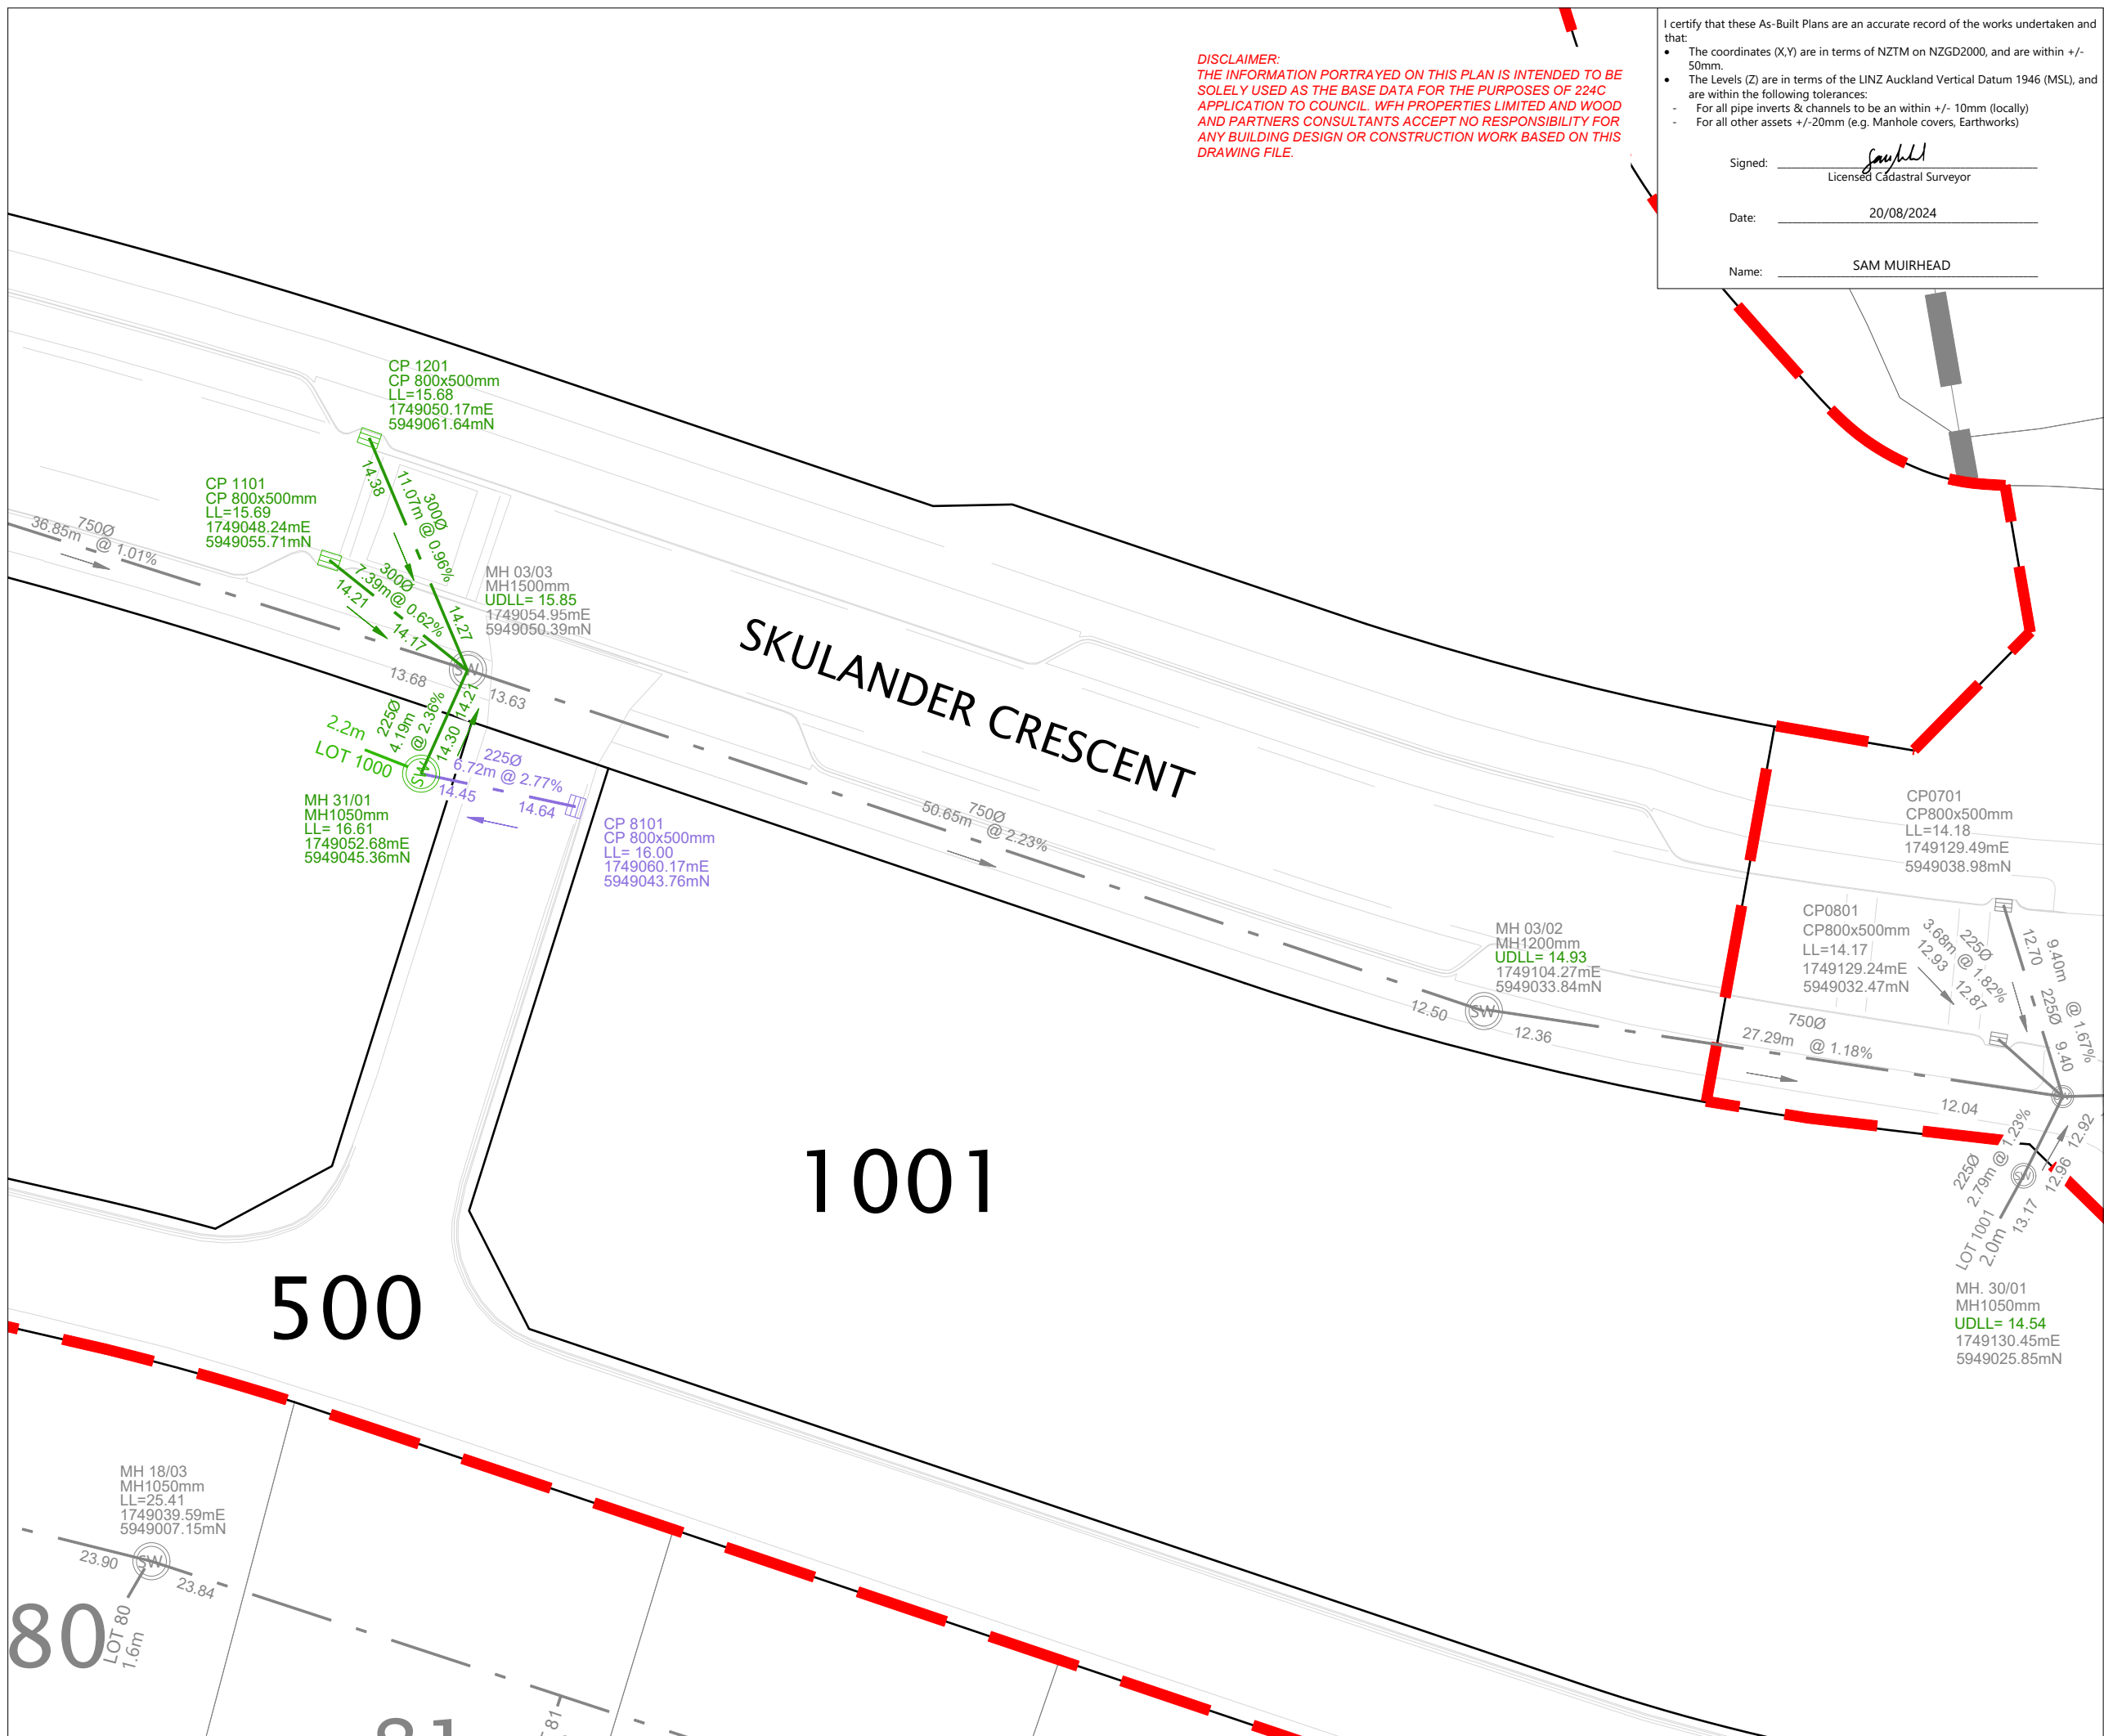 DISCLAIMER:
THE INFORMATION PORTRAYED ON THIS PLAN IS INTENDED TO BE
SOLELY USED AS THE BASE DATA FOR THE PURPOSES OF 224C
APPLICATION TO COUNCIL. WFH PROPERTIES LIMITED AND WOOD
AND PARTNERS CONSULTANTS ACCEPT NO RESPONSIBILITY FOR
ANY BUILDING DESIGN OR CONSTRUCTION WORK BASED ON THIS
DRAWING FILE.
I certify that these As-Built Plans are an accurate record of the works undertaken and
that:
• The coordinates (X,Y) are in terms of NZTM on NZGD2000, and are within +/-
50mm.
• The Levels (Z) are in terms of the LINZ Auckland Vertical Datum 1946 (MSL), and
are within the following tolerances:
- For all pipe inverts & channels to be an within +/- 10mm (locally)
- For all other assets +/-20mm (e.g. Manhole covers, Earthworks)
Signed:
Licensed Cadastral Surveyor
Date: 20/08/2024
Name: SAM MUIRHEAD
CP 1201
CP 800x500mm
LL=15.68
1749050.17mE
5949061.64mN
CP 1101
CP 800x500mm
LL=15.69
1749048.24mE
5949055.71mN
750Ø
36.85m @ 1.01%
14.38
300Ø
11.07m @ 0.96%
14.27
300Ø
7.39m @ 0.62%
14.21
14.17
MH 03/03
MH1500mm
UDLL= 15.85
1749054.95mE
5949050.39mN
SW
13.68
13.63
225Ø
4.19m @ 2.36%
14.21
14.30
2.2m
LOT 1000
SW
225Ø
6.72m @ 2.77%
14.45
14.64
MH 31/01
MH1050mm
LL= 16.61
1749052.68mE
5949045.36mN
CP 8101
CP 800x500mm
LL= 16.00
1749060.17mE
5949043.76mN
SKULANDER CRESCENT
750Ø
50.65m @ 2.23%
MH 03/02
MH1200mm
UDLL= 14.93
1749104.27mE
5949033.84mN
12.50
SW
12.36
CP0701
CP800x500mm
LL=14.18
1749129.49mE
5949038.98mN
CP0801
CP800x500mm
LL=14.17
1749129.24mE
5949032.47mN
225Ø
3.68m @ 1.82%
12.93
12.87
12.70
9.40m @ 1.67%
225Ø
9.40
750Ø
27.29m @ 1.18%
12.04
SW
225Ø
2.79m @ 1.23%
12.92
12.96
SW
13.17
LOT 1001
2.0m
MH. 30/01
MH1050mm
UDLL= 14.54
1749130.45mE
5949025.85mN
1001
500
MH 18/03
MH1050mm
LL=25.41
1749039.59mE
5949007.15mN
23.90
SW
23.84
80
LOT 80
1.6m
81
81